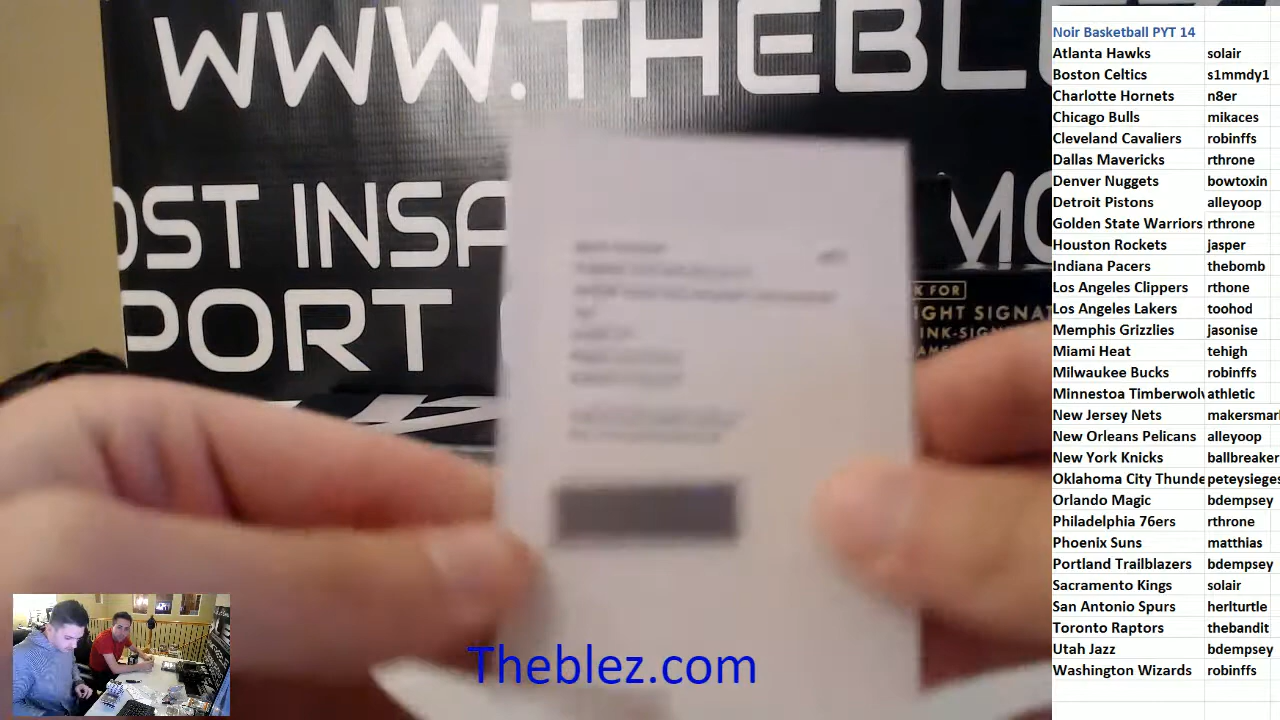 WWW.THEBL
OST INSA
MO
PORT
K FOR
IGHT SIGNAT
INK-SIGN
Theblez.com
Noir Basketball PYT 14
Atlanta Hawks solair
Boston Celtics s1mmdy1
Charlotte Hornets n8er
Chicago Bulls mikaces
Cleveland Cavaliers robinffs
Dallas Mavericks rthrone
Denver Nuggets bowtoxin
Detroit Pistons alleyoop
Golden State Warriors rthrone
Houston Rockets jasper
Indiana Pacers thebomb
Los Angeles Clippers rthone
Los Angeles Lakers toohod
Memphis Grizzlies jasonise
Miami Heat tehigh
Milwaukee Bucks robinffs
Minnestoa Timberwolv athletic
New Jersey Nets makersmar
New Orleans Pelicans alleyoop
New York Knicks ballbreaker
Oklahoma City Thunde peteysieges
Orlando Magic bdempsey
Philadelphia 76ers rthrone
Phoenix Suns matthias
Portland Trailblazers bdempsey
Sacramento Kings solair
San Antonio Spurs herlturtle
Toronto Raptors thebandit
Utah Jazz bdempsey
Washington Wizards robinffs